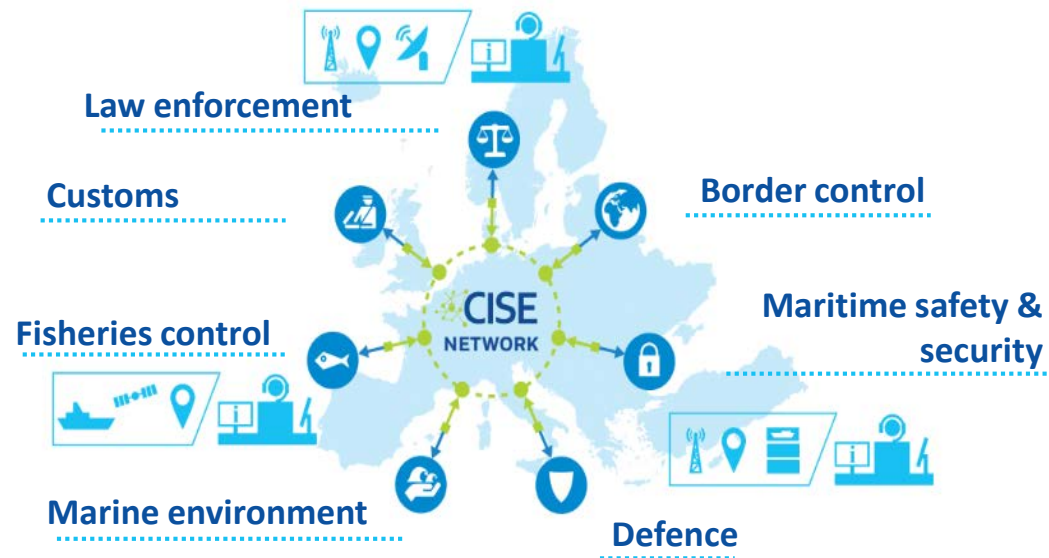 Law enforcement
Customs
Border control
CISE
NETWORK
Maritime safety &
security
Fisheries control
i
i
i
Marine environment
Defence